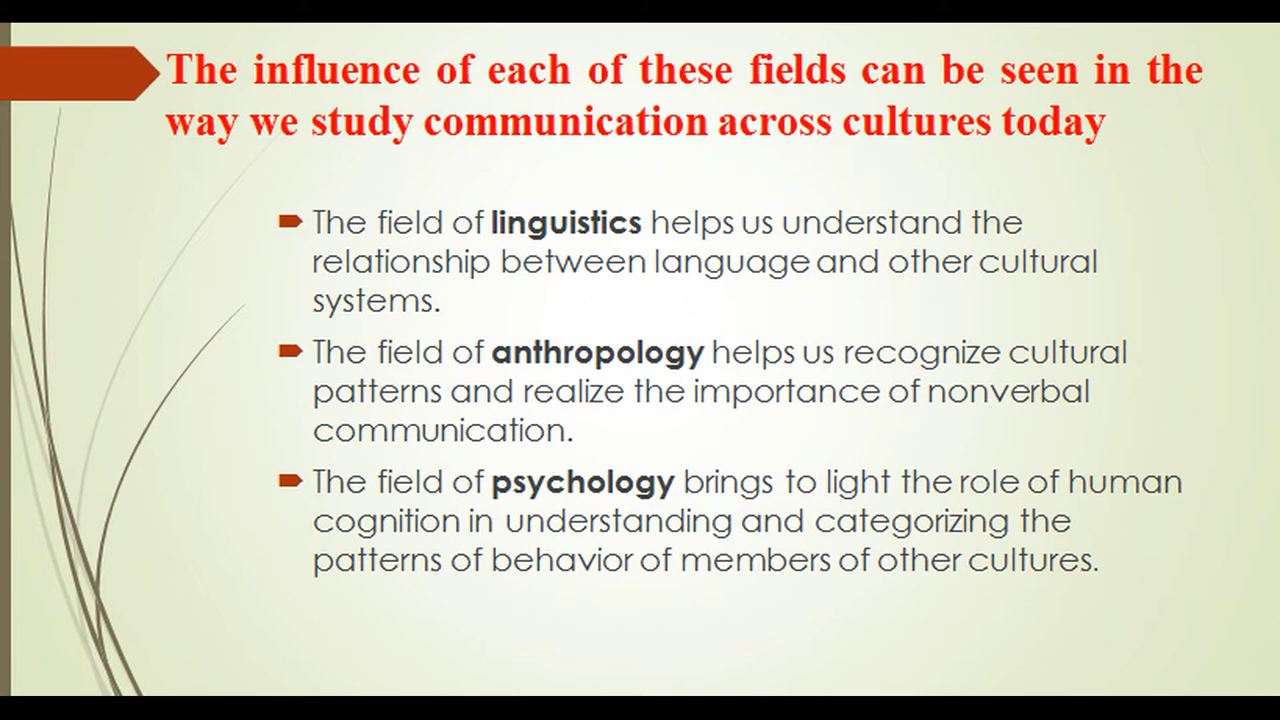 The influence of each of these fields can be seen in the
way we study communication across cultures today
The field of linguistics helps us understand the
relationship between language and other cultural
systems.
The field of anthropology helps us recognize cultural
patterns and realize the importance of nonverbal
communication.
The field of psychology brings to light the role of human
cognition in understanding and categorizing the
patterns of behavior of members of other cultures.